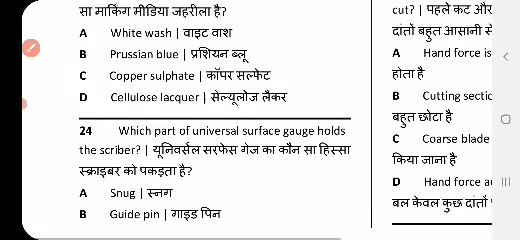 सा मार्किंग मीडिया जहरीला है?
A White wash | वाइट वाश
B Prussian blue | प्रशियन ब्लू
C Copper sulphate | कॉपर सल्फेट
D Cellulose lacquer | सेल्यूलोज लैकर
24 Which part of universal surface gauge holds
the scriber? | यूनिवर्सल सरफेस गेज का कौन सा हिस्सा
स्क्राइबर को पकड़ता है?
A Snug | स्नग
B Guide pin | गाइड पिन
cut? | पहले कट और
दांतों बहुत आसानी से
A Hand force is
होता है
B Cutting sectio
बहुत छोटा है
C Coarse blade
किया जाना है
D Hand force a
बल केवल कुछ दांतों